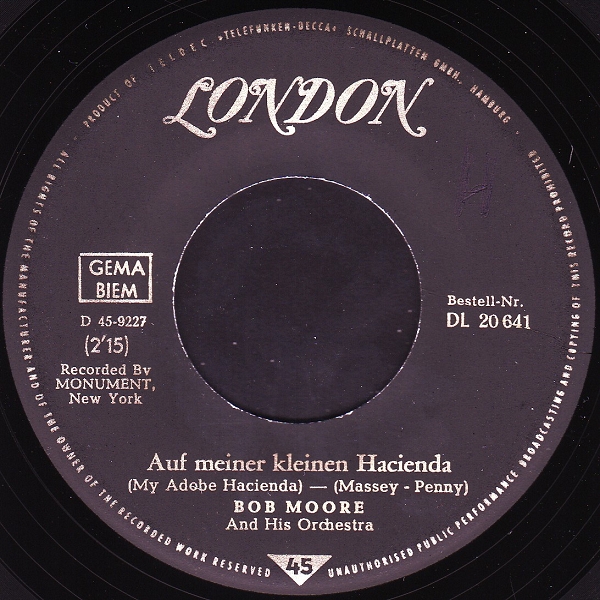 PRODUCT OF TELDEC »TELEFUNKEN-DECCA« SCHALLPLATTEN GMBH., HAMBURG
LONDON
GEMA
BIEM
D 45-9227
(2'15)
Recorded By
MONUMENT,
New York
Bestell-Nr.
DL 20 641
Auf meiner kleinen Hacienda
(My Adobe Hacienda) — (Massey - Penny)
BOB MOORE
And His Orchestra
45
ALL RIGHTS OF THE MANUFACTURER AND OF THE OWNER OF THE RECORDED WORK RESERVED
UNAUTHORISED PUBLIC PERFORMANCE BROADCASTING AND COPYING OF THIS RECORD PROHIBITED